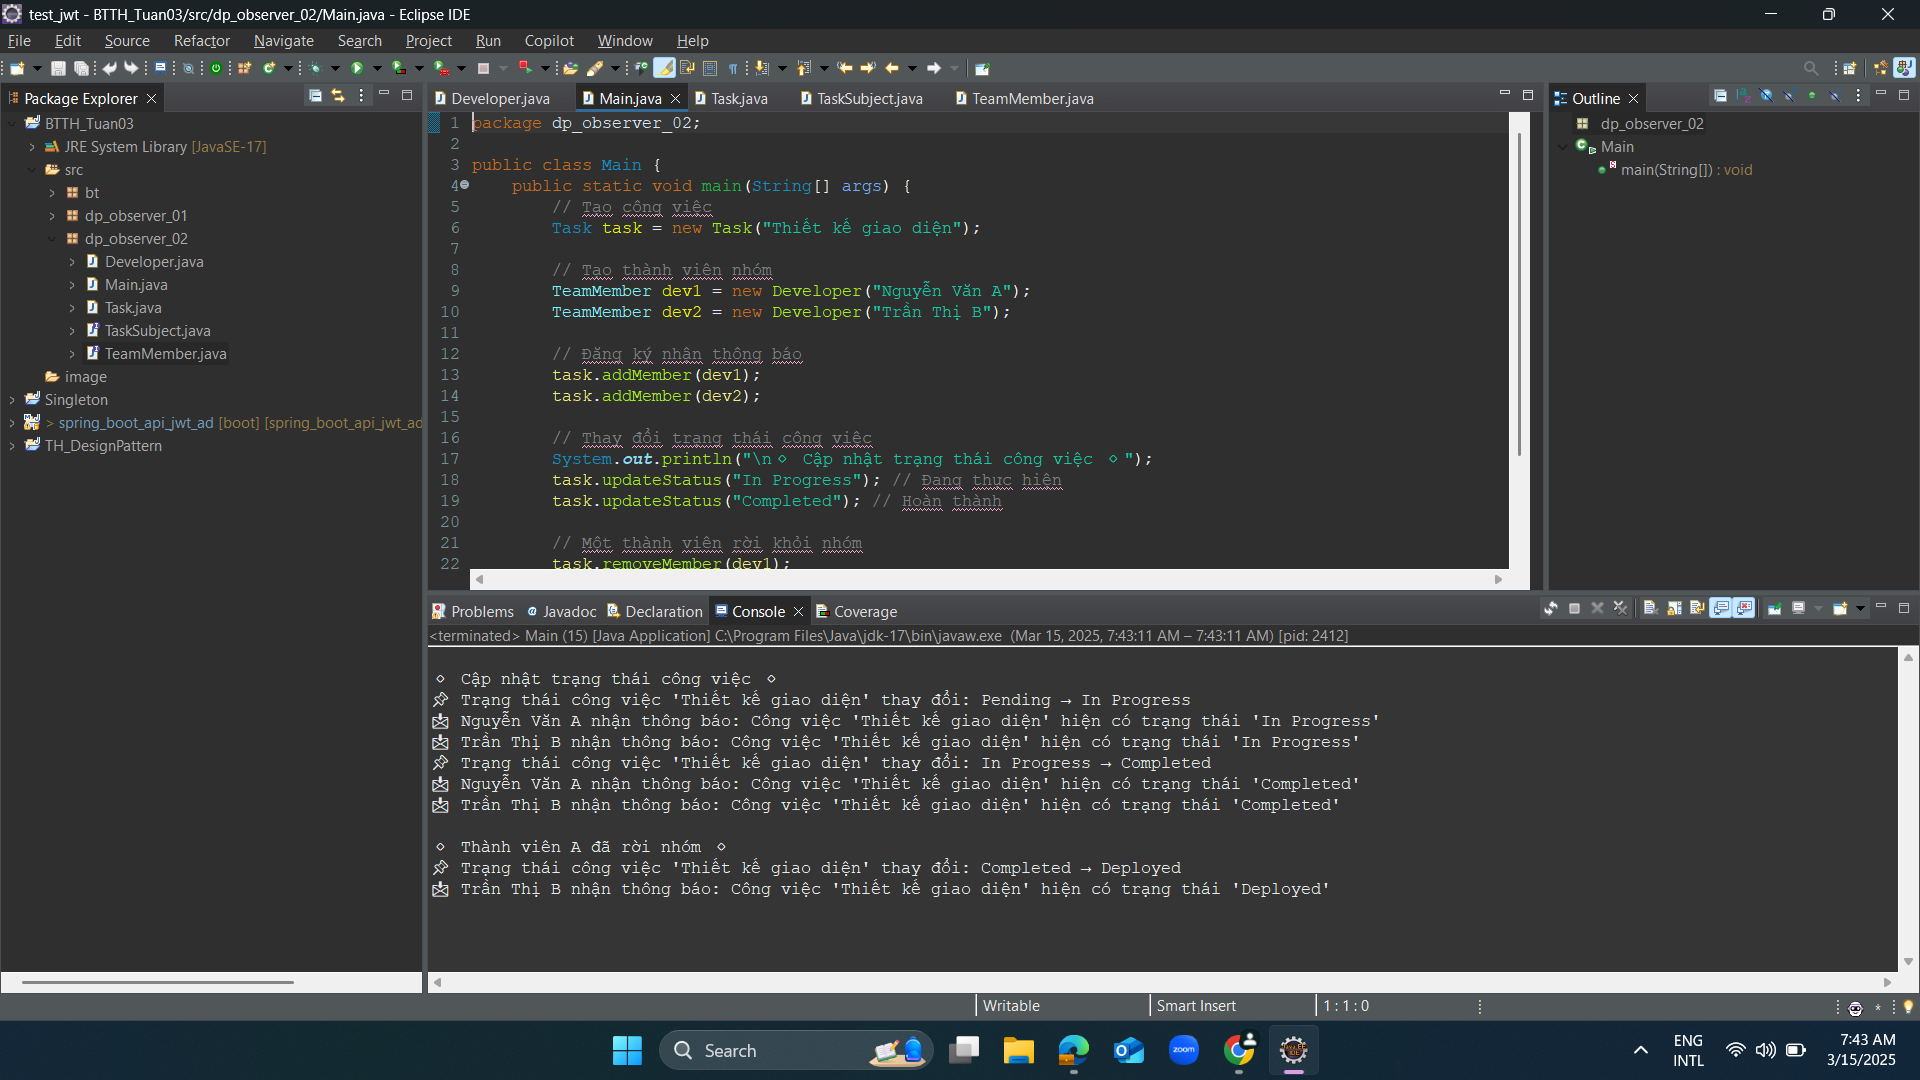 test_jwt - BTTH_Tuan03/src/dp_observer_02/Main.java - Eclipse IDE
File Edit Source Refactor Navigate Search Project Run Copilot Window Help
Package Explorer
BTTH_Tuan03
JRE System Library [JavaSE-17]
src
bt
dp_observer_01
dp_observer_02
Developer.java
Main.java
Task.java
TaskSubject.java
TeamMember.java
image
Singleton
> spring_boot_api_jwt_ad [boot] [spring_boot_api_jwt_ad
TH_DesignPattern
Developer.java Main.java Task.java TaskSubject.java TeamMember.java
1 package dp_observer_02;
2
3 public class Main {
4 public static void main(String[] args) {
5 // Tạo công việc
6 Task task = new Task("Thiết kế giao diện");
7
8 // Tạo thành viên nhóm
9 TeamMember dev1 = new Developer("Nguyễn Văn A");
10 TeamMember dev2 = new Developer("Trần Thị B");
11
12 // Đăng ký nhận thông báo
13 task.addMember(dev1);
14 task.addMember(dev2);
15
16 // Thay đổi trạng thái công việc
17 System.out.println("\n🔹 Cập nhật trạng thái công việc 🔹");
18 task.updateStatus("In Progress"); // Đang thực hiện
19 task.updateStatus("Completed"); // Hoàn thành
20
21 // Một thành viên rời khỏi nhóm
22 task.removeMember(dev1);
Outline
dp_observer_02
Main
main(String[]) : void
Problems Javadoc Declaration Console Coverage
<terminated> Main (15) [Java Application] C:\Program Files\Java\jdk-17\bin\javaw.exe (Mar 15, 2025, 7:43:11 AM – 7:43:11 AM) [pid: 2412]
🔹 Cập nhật trạng thái công việc 🔹
📌 Trạng thái công việc 'Thiết kế giao diện' thay đổi: Pending → In Progress
📩 Nguyễn Văn A nhận thông báo: Công việc 'Thiết kế giao diện' hiện có trạng thái 'In Progress'
📩 Trần Thị B nhận thông báo: Công việc 'Thiết kế giao diện' hiện có trạng thái 'In Progress'
📌 Trạng thái công việc 'Thiết kế giao diện' thay đổi: In Progress → Completed
📩 Nguyễn Văn A nhận thông báo: Công việc 'Thiết kế giao diện' hiện có trạng thái 'Completed'
📩 Trần Thị B nhận thông báo: Công việc 'Thiết kế giao diện' hiện có trạng thái 'Completed'
🔹 Thành viên A đã rời nhóm 🔹
📌 Trạng thái công việc 'Thiết kế giao diện' thay đổi: Completed → Deployed
📩 Trần Thị B nhận thông báo: Công việc 'Thiết kế giao diện' hiện có trạng thái 'Deployed'
Writable Smart Insert 1 : 1 : 0
Search
zoom
ENG
INTL
7:43 AM
3/15/2025